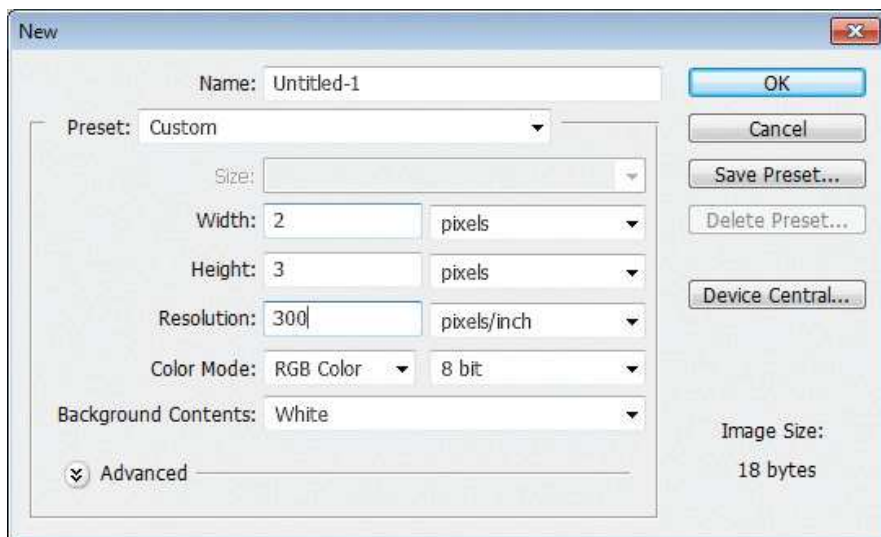 New
Name: Untitled-1
OK
Preset: Custom
Cancel
Size:
Save Preset...
Width: 2 pixels
Delete Preset...
Height: 3 pixels
Device Central...
Resolution: 300 pixels/inch
Color Mode: RGB Color 8 bit
Background Contents: White
Image Size:
18 bytes
Advanced